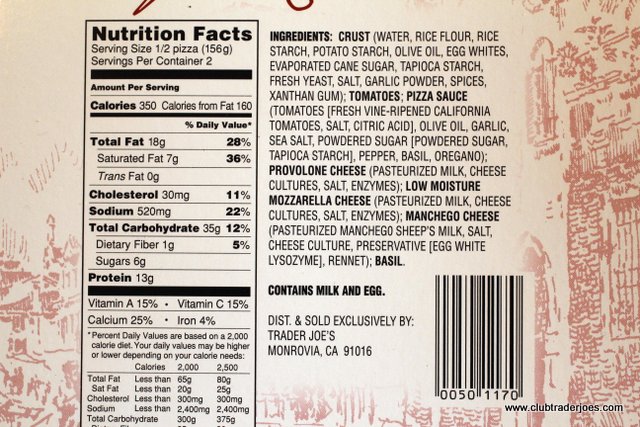 Nutrition Facts
Serving Size 1/2 pizza (156g)
Servings Per Container 2
Amount Per Serving
Calories 350 Calories from Fat 160
% Daily Value*
Total Fat 18g 28%
Saturated Fat 7g 36%
Trans Fat 0g
Cholesterol 30mg 11%
Sodium 520mg 22%
Total Carbohydrate 35g 12%
Dietary Fiber 1g 5%
Sugars 6g
Protein 13g
Vitamin A 15% • Vitamin C 15%
Calcium 25% • Iron 4%
*Percent Daily Values are based on a 2,000
calorie diet. Your daily values may be higher
or lower depending on your calorie needs:
Calories 2,000 2,500
Total Fat Less than 65g 80g
Sat Fat Less than 20g 25g
Cholesterol Less than 300mg 300mg
Sodium Less than 2,400mg 2,400mg
Total Carbohydrate 300g 375g
INGREDIENTS: CRUST (WATER, RICE FLOUR, RICE
STARCH, POTATO STARCH, OLIVE OIL, EGG WHITES,
EVAPORATED CANE SUGAR, TAPIOCA STARCH,
FRESH YEAST, SALT, GARLIC POWDER, SPICES,
XANTHAN GUM); TOMATOES; PIZZA SAUCE
(TOMATOES [FRESH VINE-RIPENED CALIFORNIA
TOMATOES, SALT, CITRIC ACID], OLIVE OIL, GARLIC,
SEA SALT, POWDERED SUGAR [POWDERED SUGAR,
TAPIOCA STARCH], PEPPER, BASIL, OREGANO);
PROVOLONE CHEESE (PASTEURIZED MILK, CHEESE
CULTURES, SALT, ENZYMES); LOW MOISTURE
MOZZARELLA CHEESE (PASTEURIZED MILK, CHEESE
CULTURES, SALT, ENZYMES); MANCHEGO CHEESE
(PASTEURIZED MANCHEGO SHEEP'S MILK, SALT,
CHEESE CULTURE, PRESERVATIVE [EGG WHITE
LYSOZYME], RENNET); BASIL.
CONTAINS MILK AND EGG.
DIST. & SOLD EXCLUSIVELY BY:
TRADER JOE'S
MONROVIA, CA 91016
0050 1170
www.clubtraderjoes.com